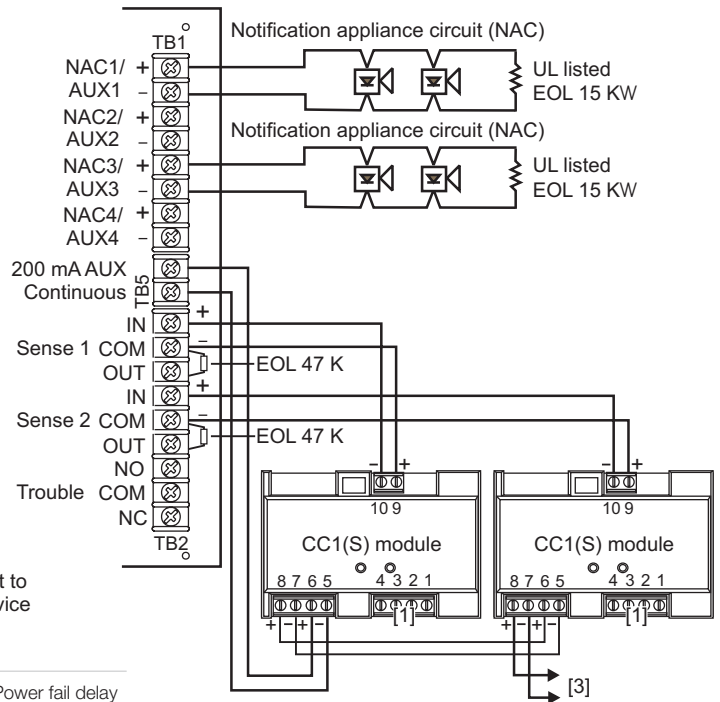 TB1
Notification appliance circuit (NAC)
NAC1/ +
AUX1 –
UL listed
EOL 15 KW
NAC2/ +
AUX2 –
Notification appliance circuit (NAC)
NAC3/ +
AUX3 –
UL listed
EOL 15 KW
NAC4/ +
AUX4 –
200 mA AUX
Continuous
TB5
IN +
Sense 1 COM –
OUT
EOL 47 K
IN +
Sense 2 COM –
OUT
EOL 47 K
NO
Trouble COM
NC
TB2
– +
10 9
CC1(S) module
8 7 6 5 4 3 2 1
[1]
+ – + –
– +
10 9
CC1(S) module
8 7 6 5 4 3 2 1
[1]
+ – + –
[3]
t to
vice
Power fail delay